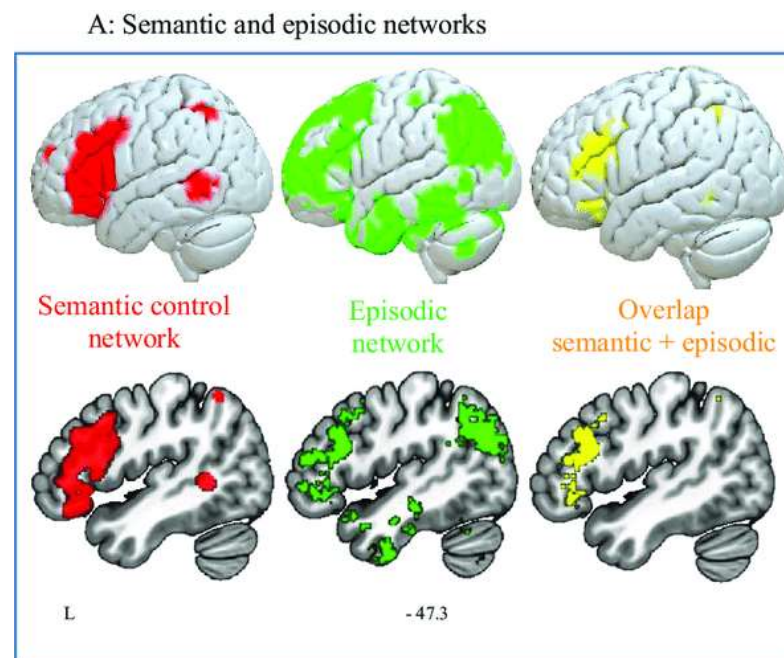 A: Semantic and episodic networks
Semantic control
network
Episodic
network
Overlap
semantic + episodic
L
- 47.3